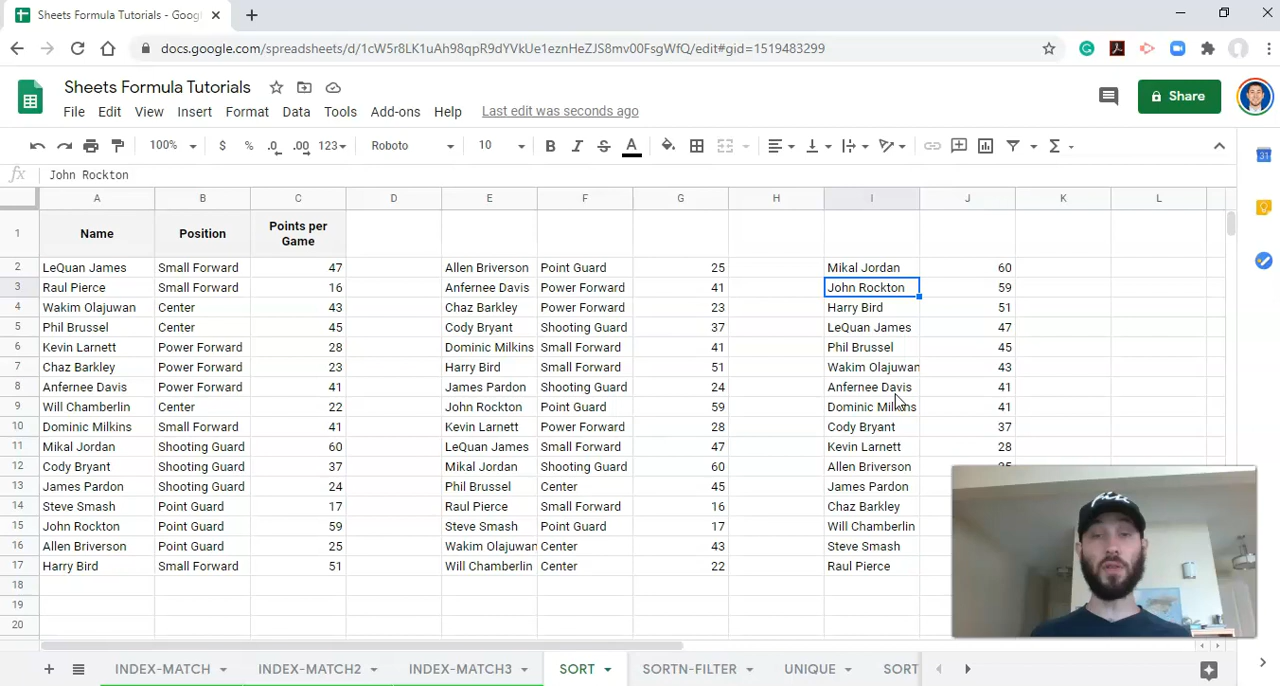 Sheets Formula Tutorials - Goog
docs.google.com/spreadsheets/d/1cW5r8LK1uAh98qpR9dYVkUe1eznHeZJS8mv00FsgWfQ/edit#gid=1519483299
Sheets Formula Tutorials
File Edit View Insert Format Data Tools Add-ons Help Last edit was seconds ago
Share
100% $ % .0 .00 123 Roboto 10 B I S A
fx John Rockton
A B C D E F G H I J K L
1 Name Position Points per Game
2 LeQuan James Small Forward 47 Allen Briverson Point Guard 25 Mikal Jordan 60
3 Raul Pierce Small Forward 16 Anfernee Davis Power Forward 41 John Rockton 59
4 Wakim Olajuwan Center 43 Chaz Barkley Power Forward 23 Harry Bird 51
5 Phil Brussel Center 45 Cody Bryant Shooting Guard 37 LeQuan James 47
6 Kevin Larnett Power Forward 28 Dominic Milkins Small Forward 41 Phil Brussel 45
7 Chaz Barkley Power Forward 23 Harry Bird Small Forward 51 Wakim Olajuwan 43
8 Anfernee Davis Power Forward 41 James Pardon Shooting Guard 24 Anfernee Davis 41
9 Will Chamberlin Center 22 John Rockton Point Guard 59 Dominic Milkins 41
10 Dominic Milkins Small Forward 41 Kevin Larnett Power Forward 28 Cody Bryant 37
11 Mikal Jordan Shooting Guard 60 LeQuan James Small Forward 47 Kevin Larnett 28
12 Cody Bryant Shooting Guard 37 Mikal Jordan Shooting Guard 60 Allen Briverson
13 James Pardon Shooting Guard 24 Phil Brussel Center 45 James Pardon
14 Steve Smash Point Guard 17 Raul Pierce Small Forward 16 Chaz Barkley
15 John Rockton Point Guard 59 Steve Smash Point Guard 17 Will Chamberlin
16 Allen Briverson Point Guard 25 Wakim Olajuwan Center 43 Steve Smash
17 Harry Bird Small Forward 51 Will Chamberlin Center 22 Raul Pierce
18
19
20
INDEX-MATCH INDEX-MATCH2 INDEX-MATCH3 SORT SORTN-FILTER UNIQUE SORT